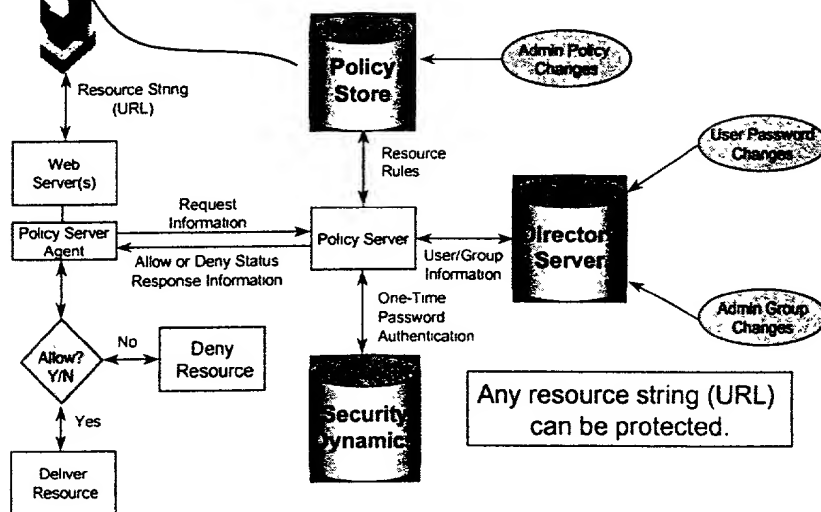 Policy
Store
Admin Policy
Changes
Resource String
(URL)
User Password
Changes
Web
Server(s)
Resource
Rules
Request
Information
Policy Server
Agent
Policy Server
Director
Server
Allow or Deny Status
Response Information
User/Group
Information
One-Time
Password
Authentication
Admin Group
Changes
Allow?
Y/N
No
Deny
Resource
Yes
Security
Dynamic
Any resource string (URL)
can be protected.
Deliver
Resource